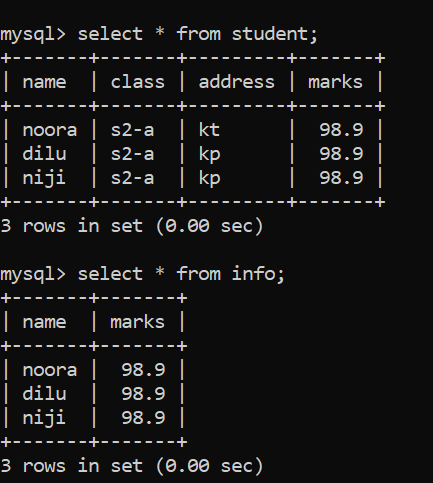 mysql> select * from student;
+-------+-------+---------+-------+
| name  | class | address | marks |
+-------+-------+---------+-------+
| noora | s2-a  | kt      |  98.9 |
| dilu  | s2-a  | kp      |  98.9 |
| niji  | s2-a  | kp      |  98.9 |
+-------+-------+---------+-------+
3 rows in set (0.00 sec)

mysql> select * from info;
+-------+-------+
| name  | marks |
+-------+-------+
| noora |  98.9 |
| dilu  |  98.9 |
| niji  |  98.9 |
+-------+-------+
3 rows in set (0.00 sec)